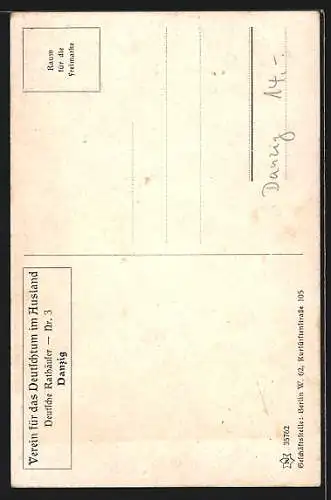 Verein für das Deutschtum im Ausland
Deutsche Rathäuser — Nr. 3
Danzig
Raum
für die
Freimarke
Danzig 14.-
35762
Geschäftsstelle: Berlin W. 62, Kurfürstenstraße 105